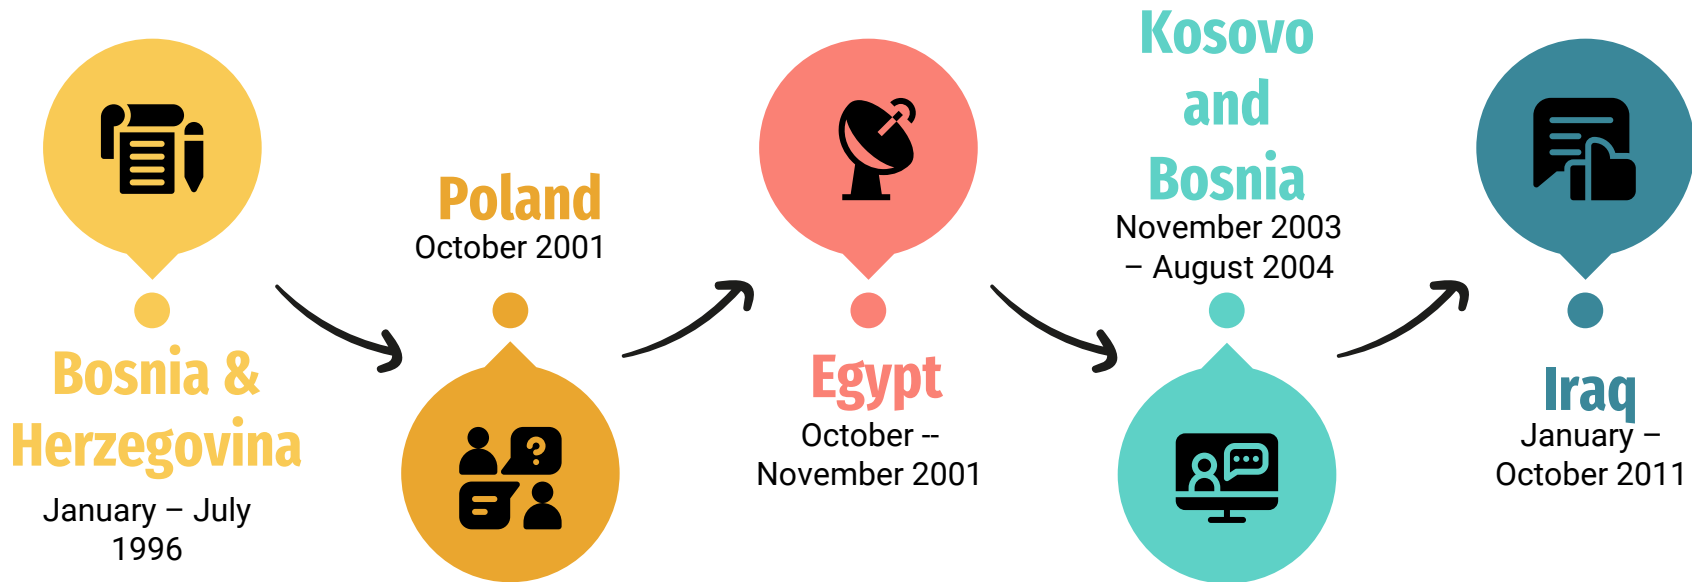 Bosnia &
Herzegovina
January – July
1996
Poland
October 2001
Egypt
October --
November 2001
Kosovo
and
Bosnia
November 2003
– August 2004
Iraq
January –
October 2011
?